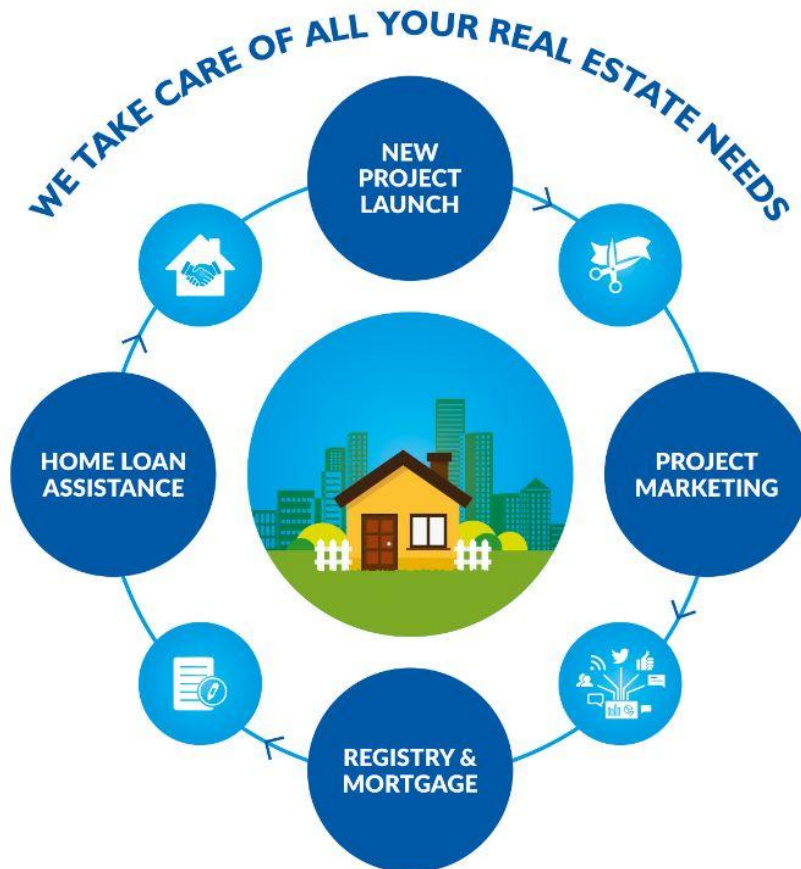 WE TAKE CARE OF ALL YOUR REAL ESTATE NEEDS
NEW
PROJECT
LAUNCH
HOME LOAN
ASSISTANCE
PROJECT
MARKETING
REGISTRY &
MORTGAGE